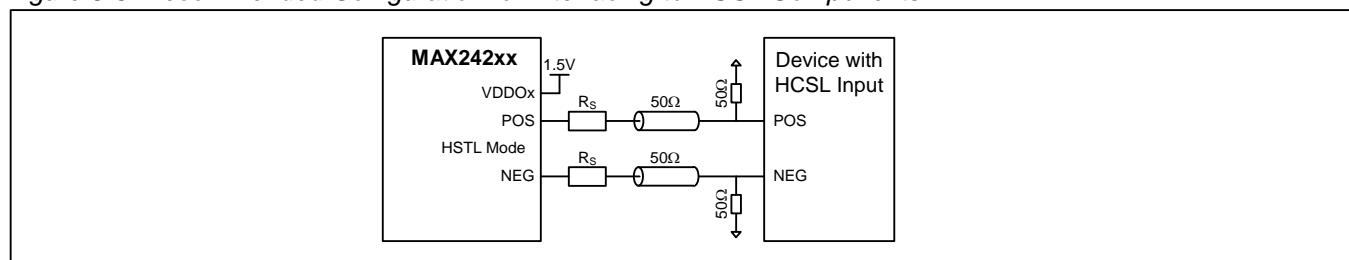 MAX242xx
1.5V
VDDOx
POS
HSTL Mode
NEG
RS
50Ω
RS
50Ω
50Ω
50Ω
Device with
HCSL Input
POS
NEG